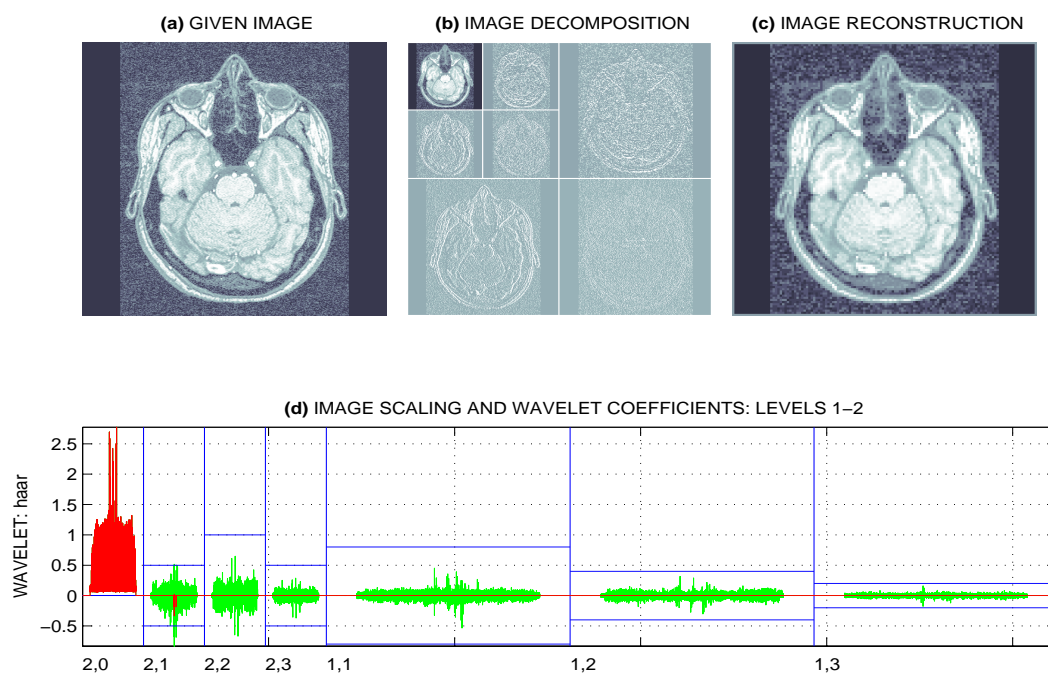 (a) GIVEN IMAGE
(b) IMAGE DECOMPOSITION
(c) IMAGE RECONSTRUCTION
(d) IMAGE SCALING AND WAVELET COEFFICIENTS: LEVELS 1−2
WAVELET: haar
2.5
2
1.5
1
0.5
0
−0.5
2,0 2,1 2,2 2,3 1,1 1,2 1,3